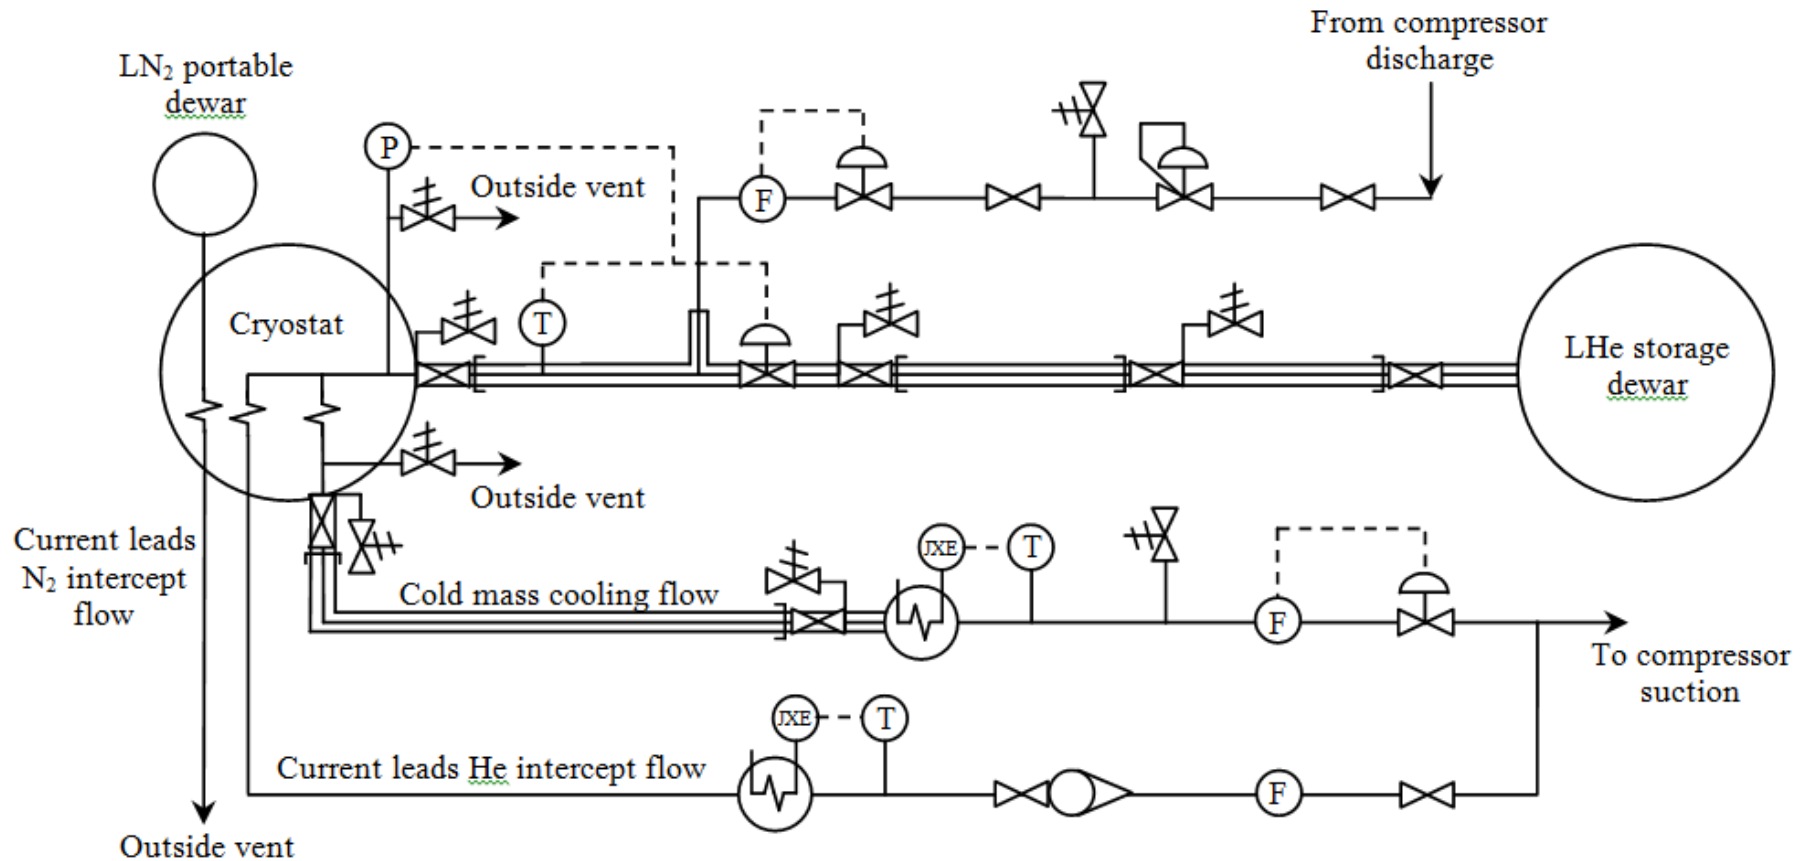 From compressor
discharge
LN₂ portable
dewar
P
Outside vent
F
Cryostat
T
LHe storage
dewar
Outside vent
Current leads
N₂ intercept
flow
Cold mass cooling flow
JXE
T
F
To compressor
suction
JXE
T
Current leads He intercept flow
F
Outside vent